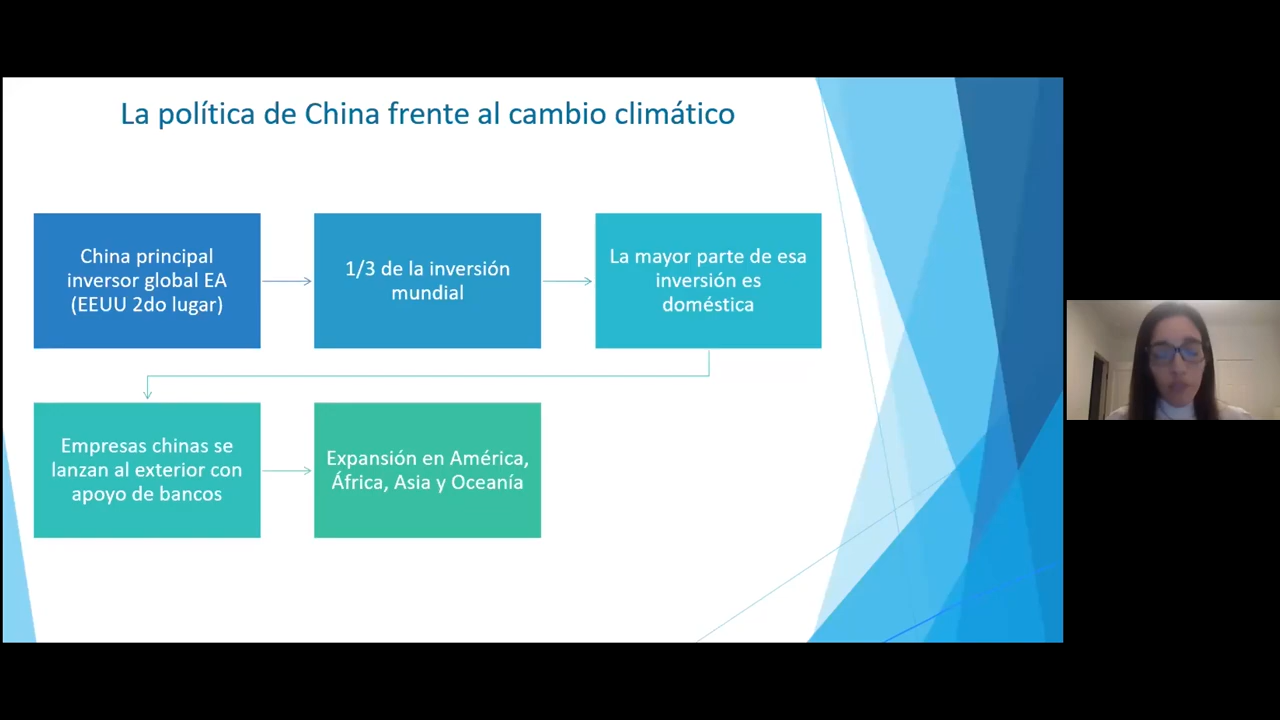 La política de China frente al cambio climático
China principal
inversor global EA
(EEUU 2do lugar)
1/3 de la inversión
mundial
La mayor parte de esa
inversión es
doméstica
Empresas chinas se
lanzan al exterior con
apoyo de bancos
Expansión en América,
África, Asia y Oceanía